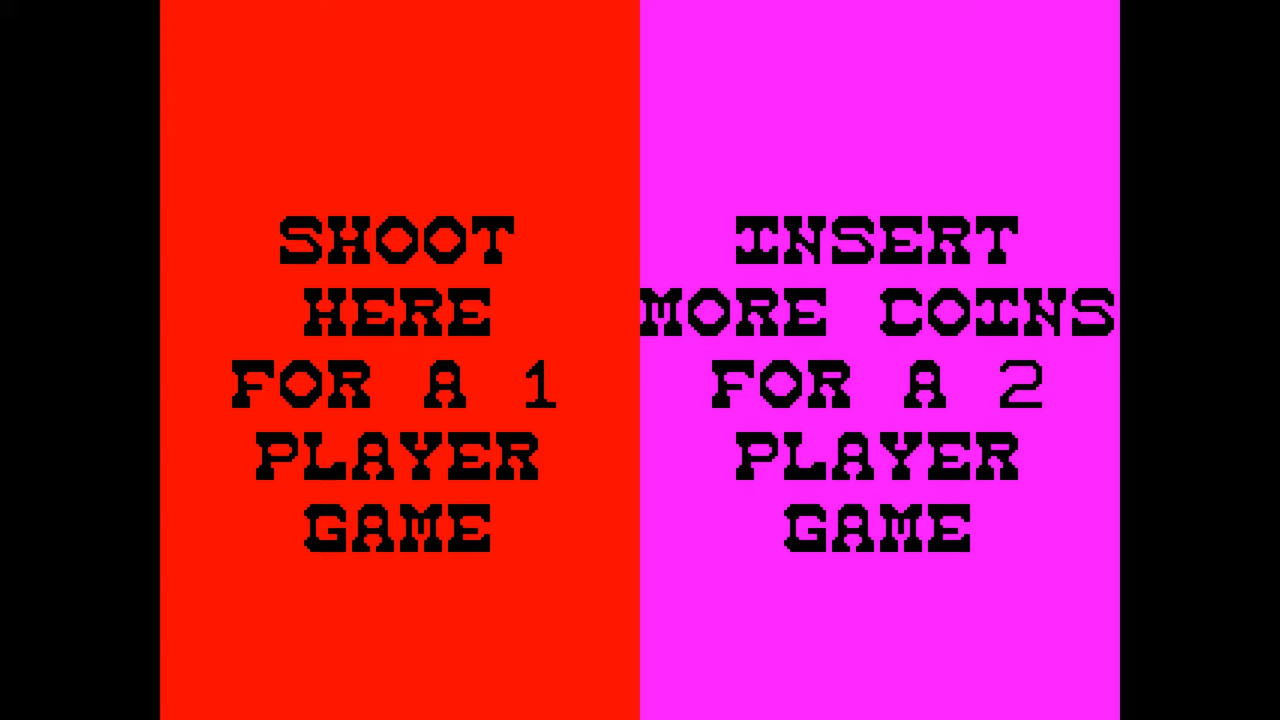 SHOOT
HERE
FOR A 1
PLAYER
GAME
INSERT
MORE COINS
FOR A 2
PLAYER
GAME